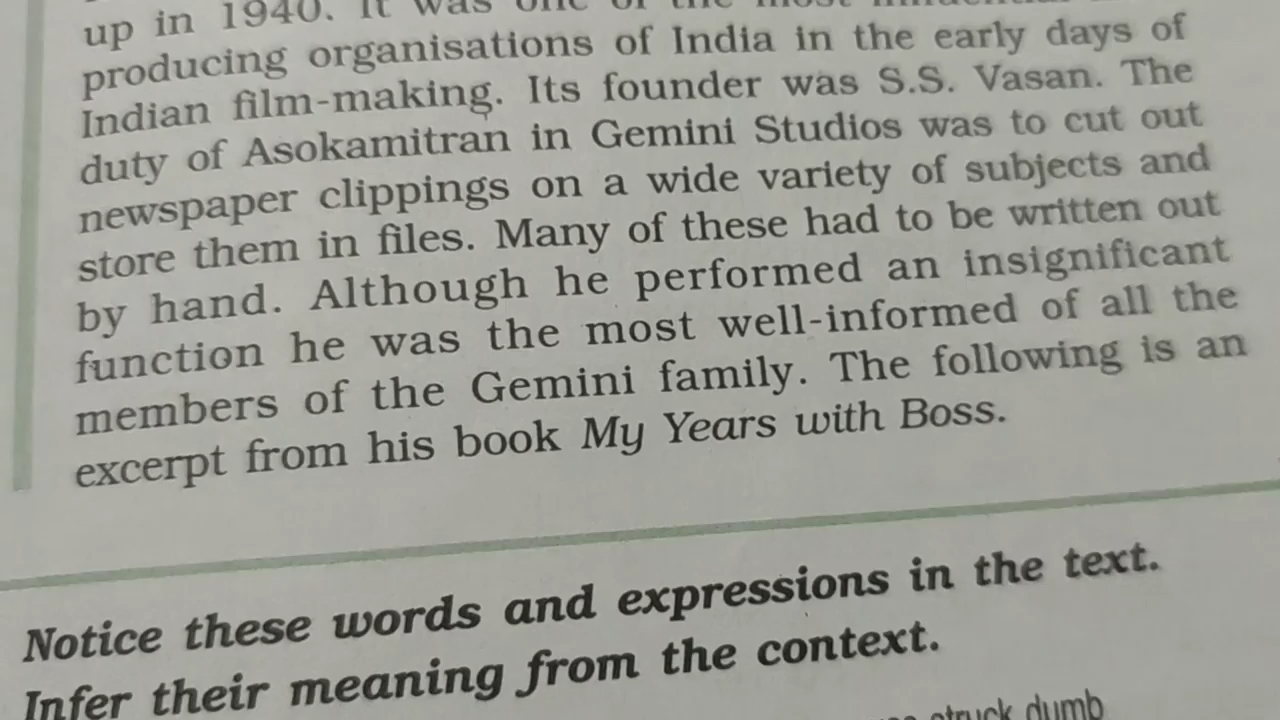 up in 1940. It was one of the most
producing organisations of India in the early days of
Indian film-making. Its founder was S.S. Vasan. The
duty of Asokamitran in Gemini Studios was to cut out
newspaper clippings on a wide variety of subjects and
store them in files. Many of these had to be written out
by hand. Although he performed an insignificant
function he was the most well-informed of all the
members of the Gemini family. The following is an
excerpt from his book My Years with Boss.
Notice these words and expressions in the text.
Infer their meaning from the context.
struck dumb